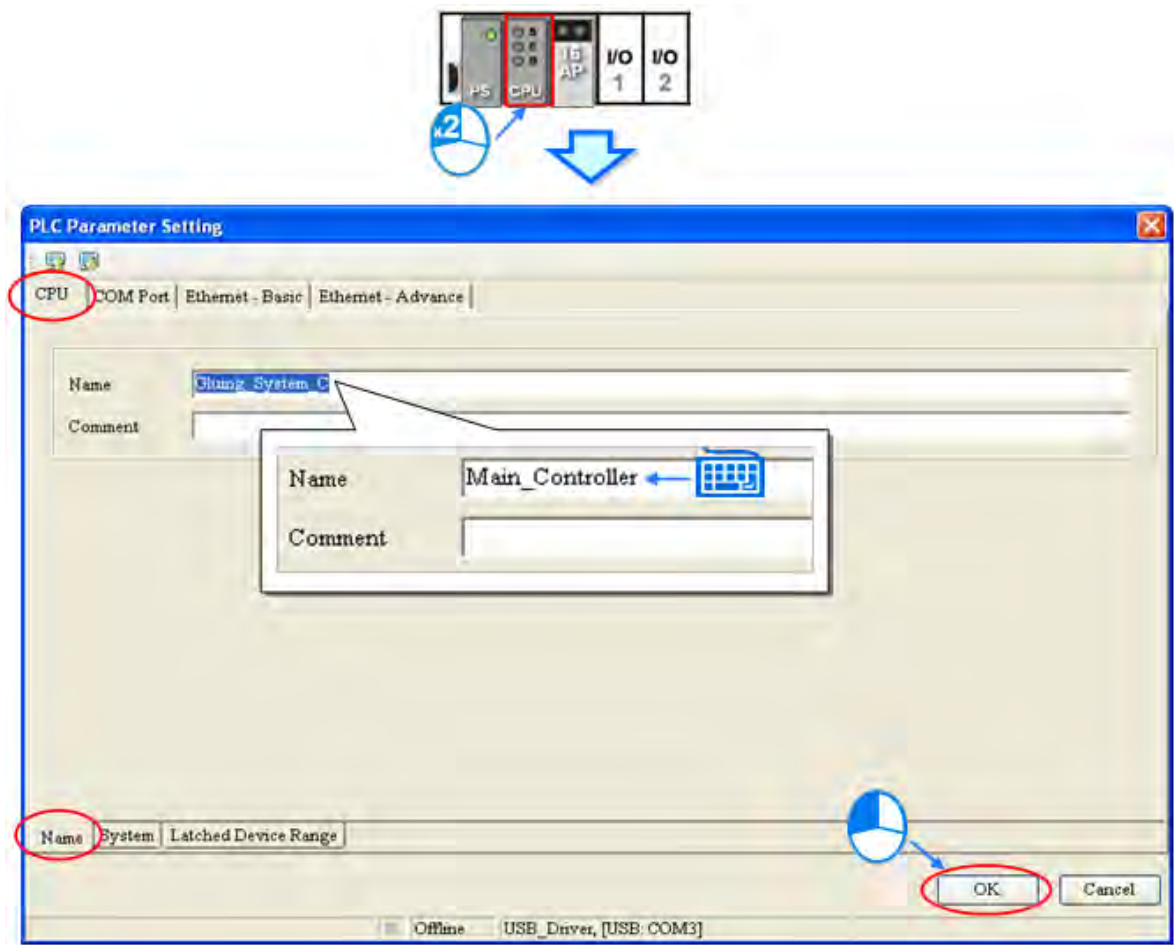 PS
CPU
16
AP
I/O
1
I/O
2
x2
PLC Parameter Setting
CPU COM Port Ethernet - Basic Ethernet - Advance
Name Gluing_System_C
Comment
Name Main_Controller
Comment
Name System Latched Device Range
OK Cancel
Offline USB_Driver, [USB: COM3]